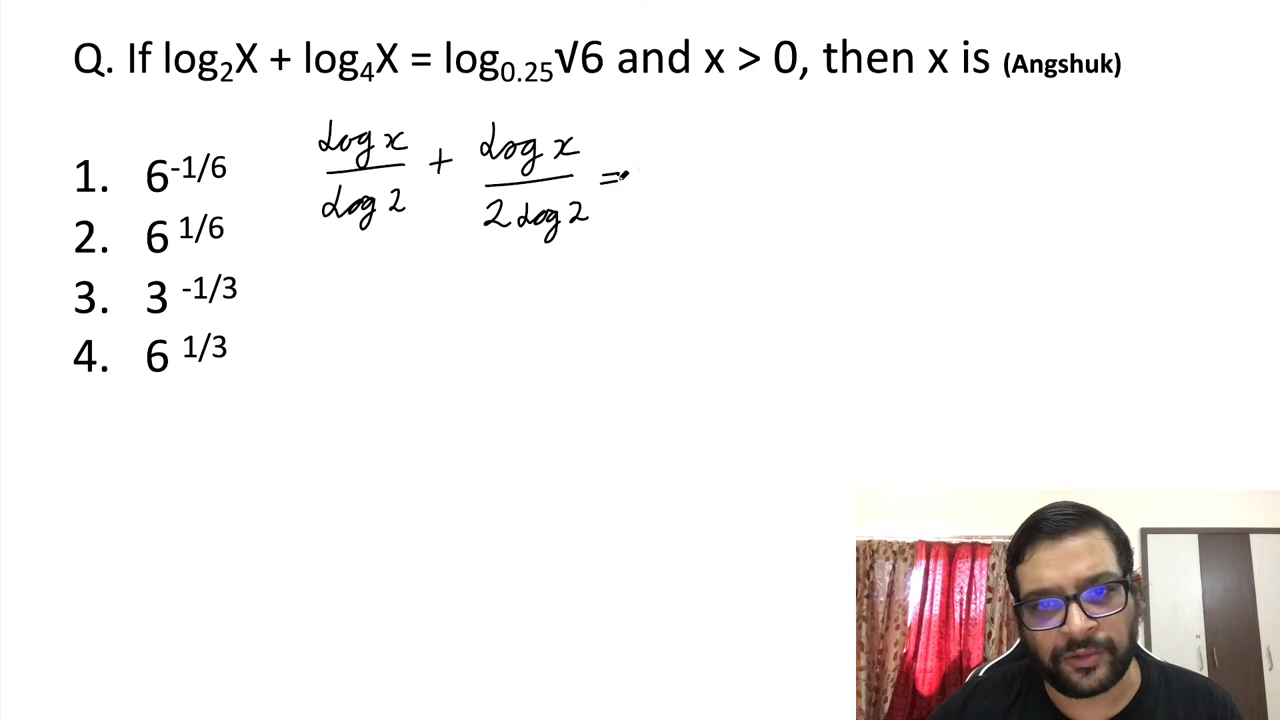 Q. If log₂X + log₄X = log₀.₂₅√6 and x > 0, then x is (Angshuk)
log x / log 2 + log x / 2 log 2 =
1. 6^-1/6
2. 6^1/6
3. 3^-1/3
4. 6^1/3